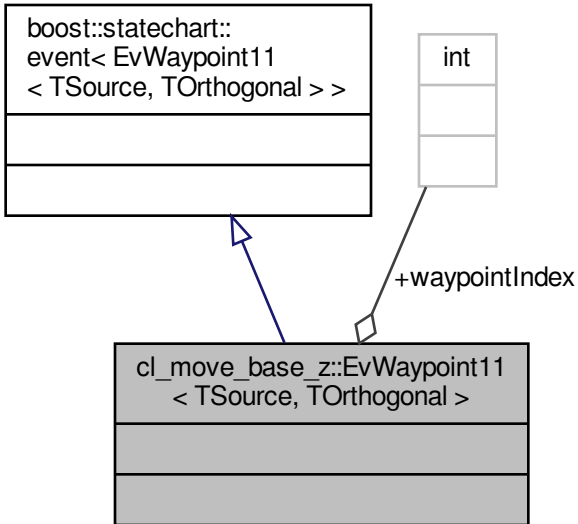 boost::statechart::
event< EvWaypoint11
< TSource, TOrthogonal > >
int
+waypointIndex
cl_move_base_z::EvWaypoint11
< TSource, TOrthogonal >